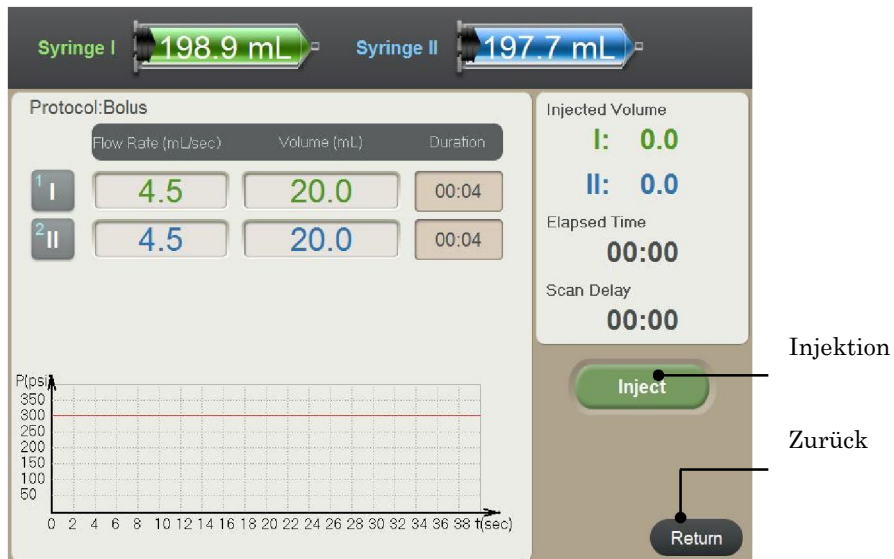 Syringe I 198.9 mL Syringe II 197.7 mL
Protocol:Bolus
Flow Rate (mL/sec) Volume (mL) Duration
1 I 4.5 20.0 00:04
2 II 4.5 20.0 00:04
Injected Volume
I: 0.0
II: 0.0
Elapsed Time
00:00
Scan Delay
00:00
Injektion
Inject
Zurück
Return
P(psi)
350
300
250
200
150
100
50
0 2 4 6 8 10 12 14 16 18 20 22 24 26 28 30 32 34 36 38 t(sec)